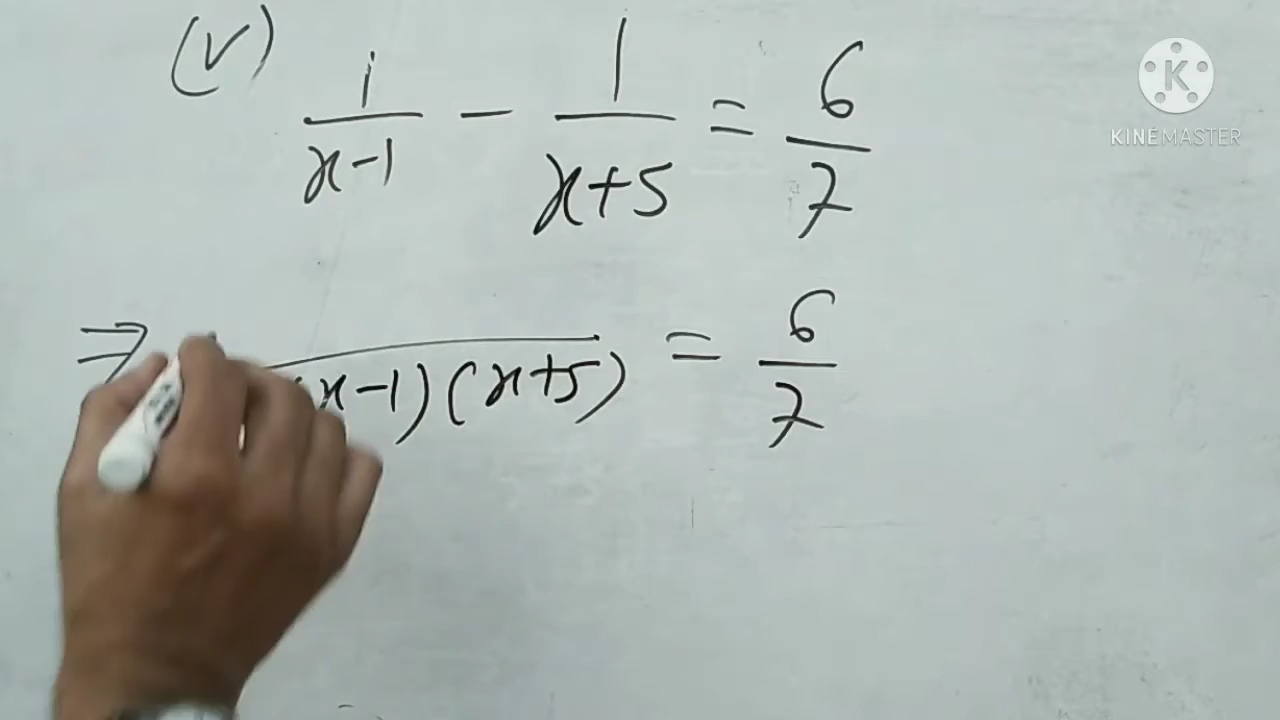 (v) 1/(x-1) - 1/(x+5) = 6/7
K
KINEMASTER
⇒ /(x-1)(x+5) = 6/7